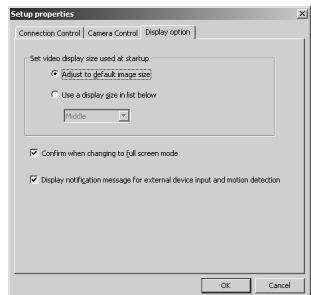 Setup properties
Connection Control Camera Control Display option
Set video display size used at startup
Adjust to default image size
Use a display size in list below
Middle
Confirm when changing to full screen mode
Display notification message for external device input and motion detection
OK Cancel